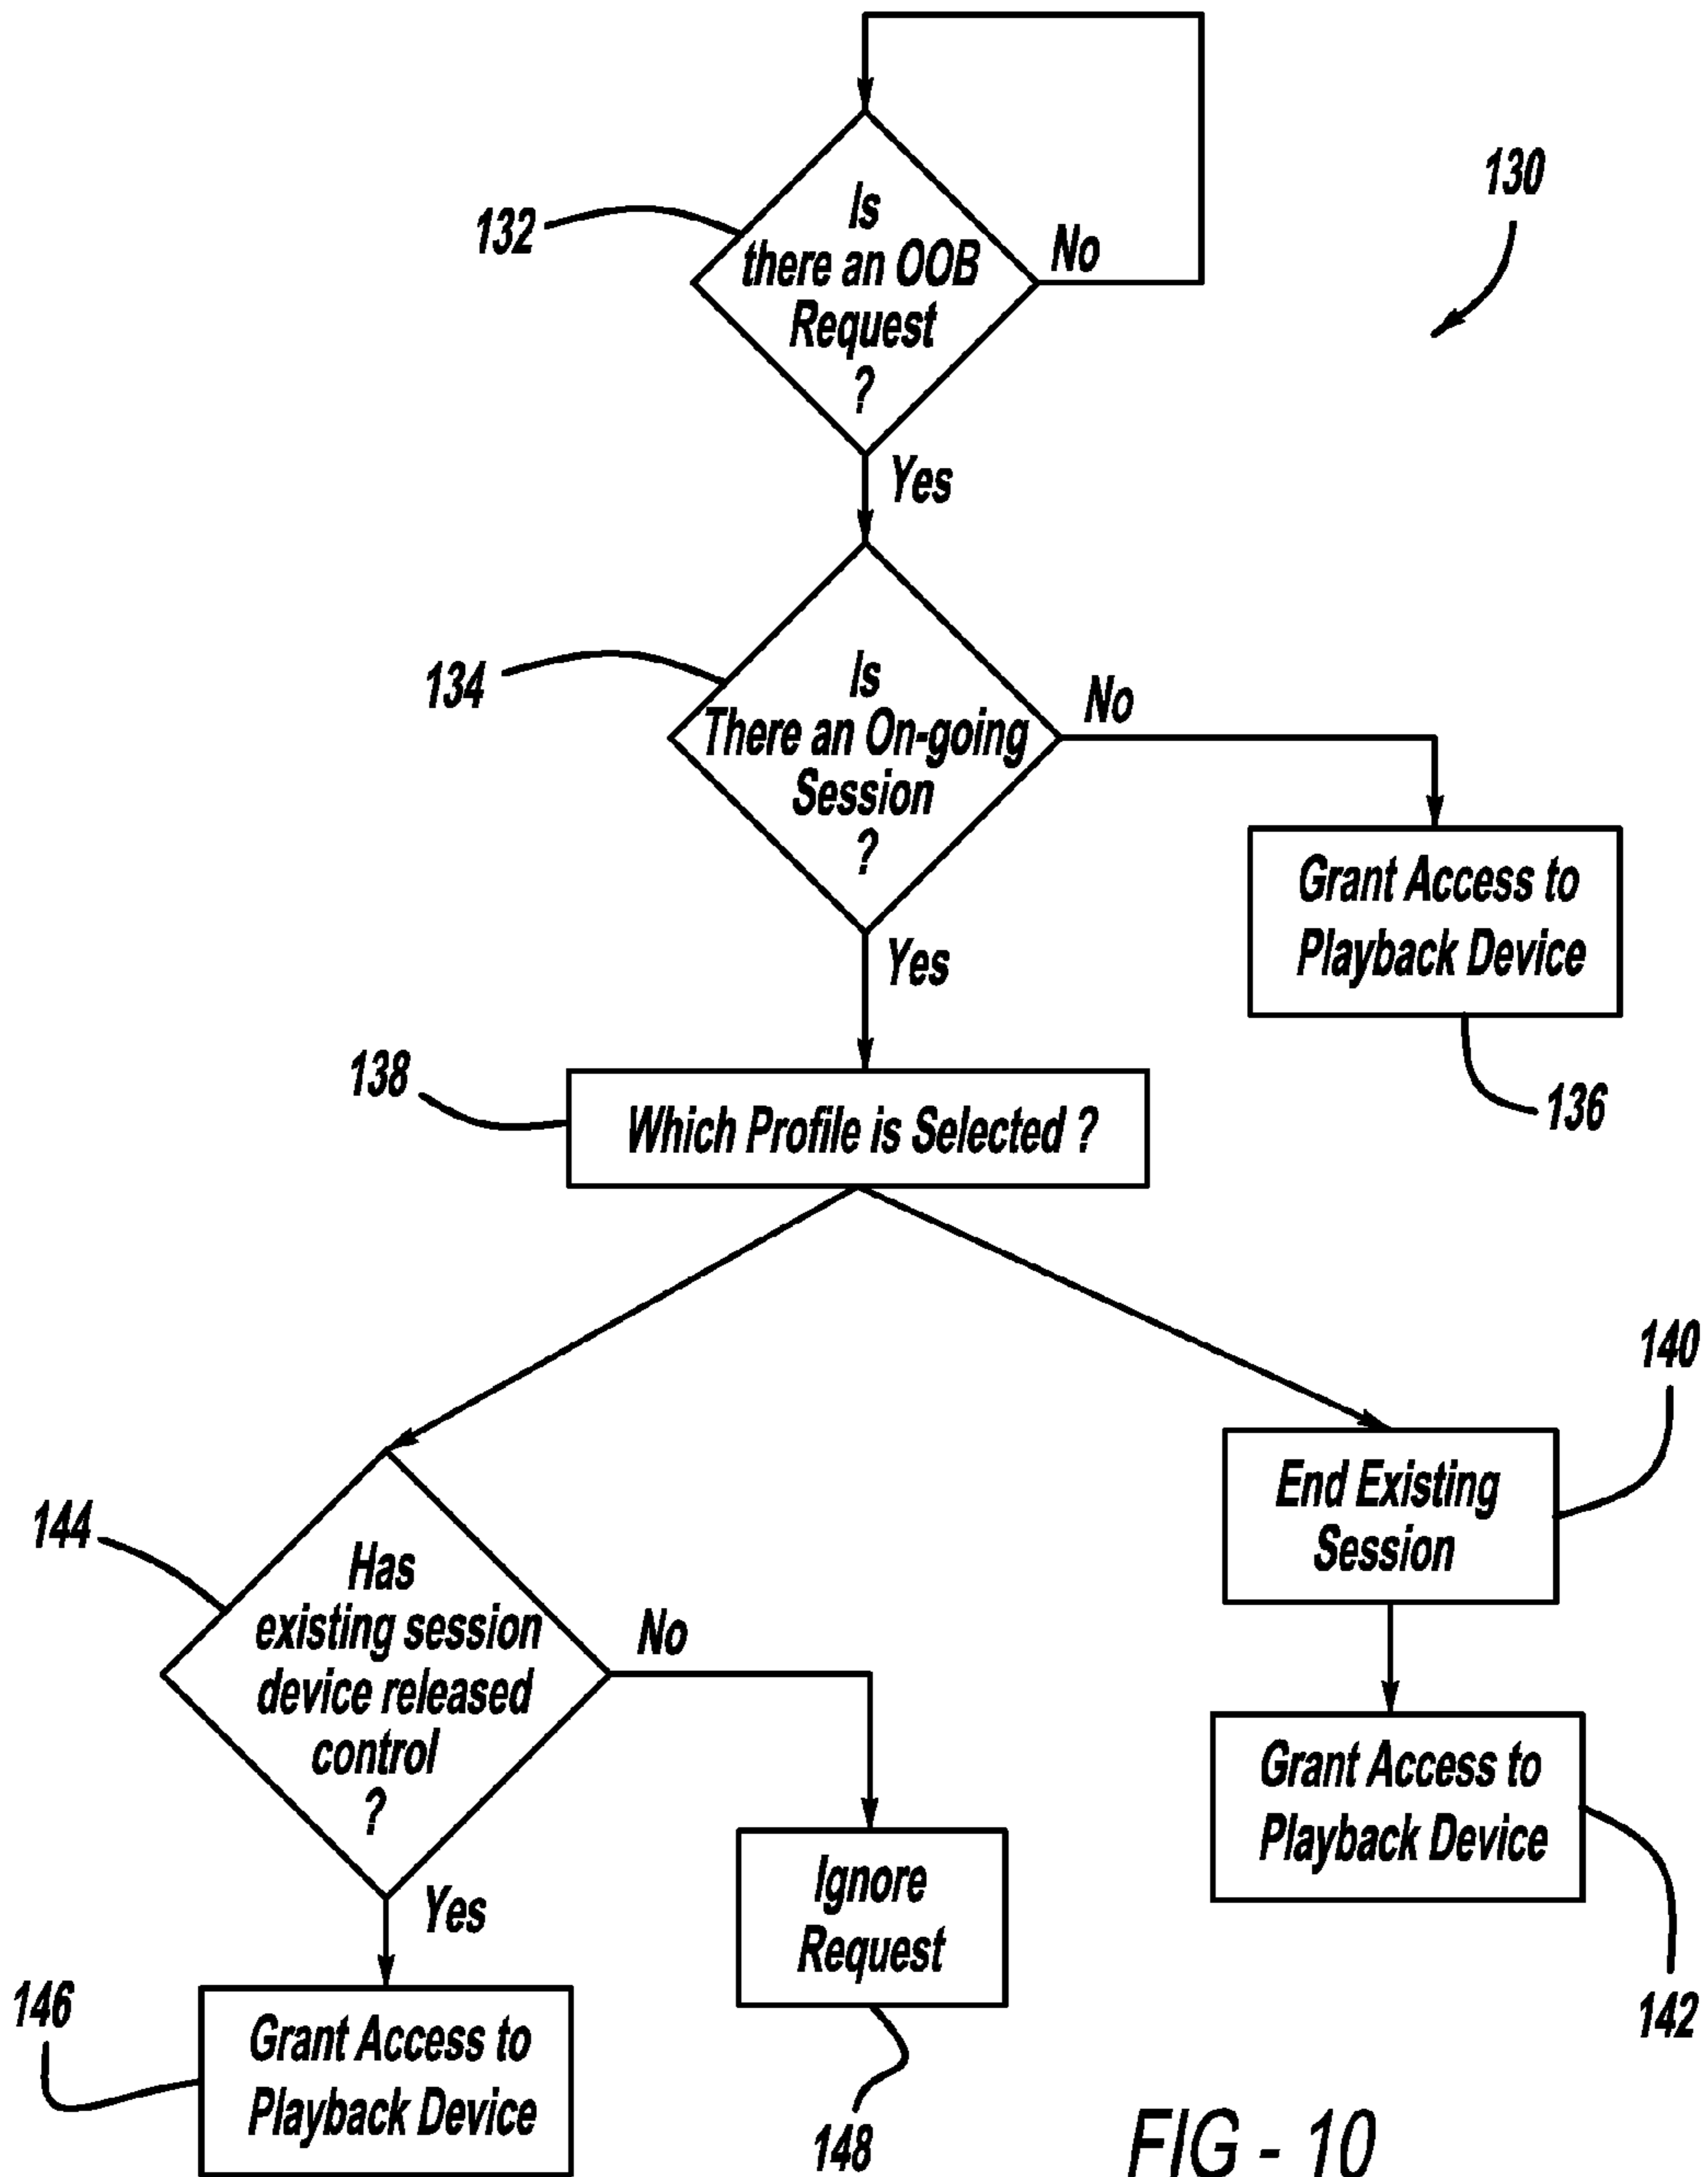 130
132
Is
there an OOB
Request
?
No
Yes
134
Is
There an On-going
Session
?
No
Yes
Grant Access to
Playback Device
136
138
Which Profile is Selected ?
140
End Existing
Session
144
Has
existing session
device released
control
?
No
Yes
Grant Access to
Playback Device
142
Ignore
Request
148
146
Grant Access to
Playback Device
FIG - 10